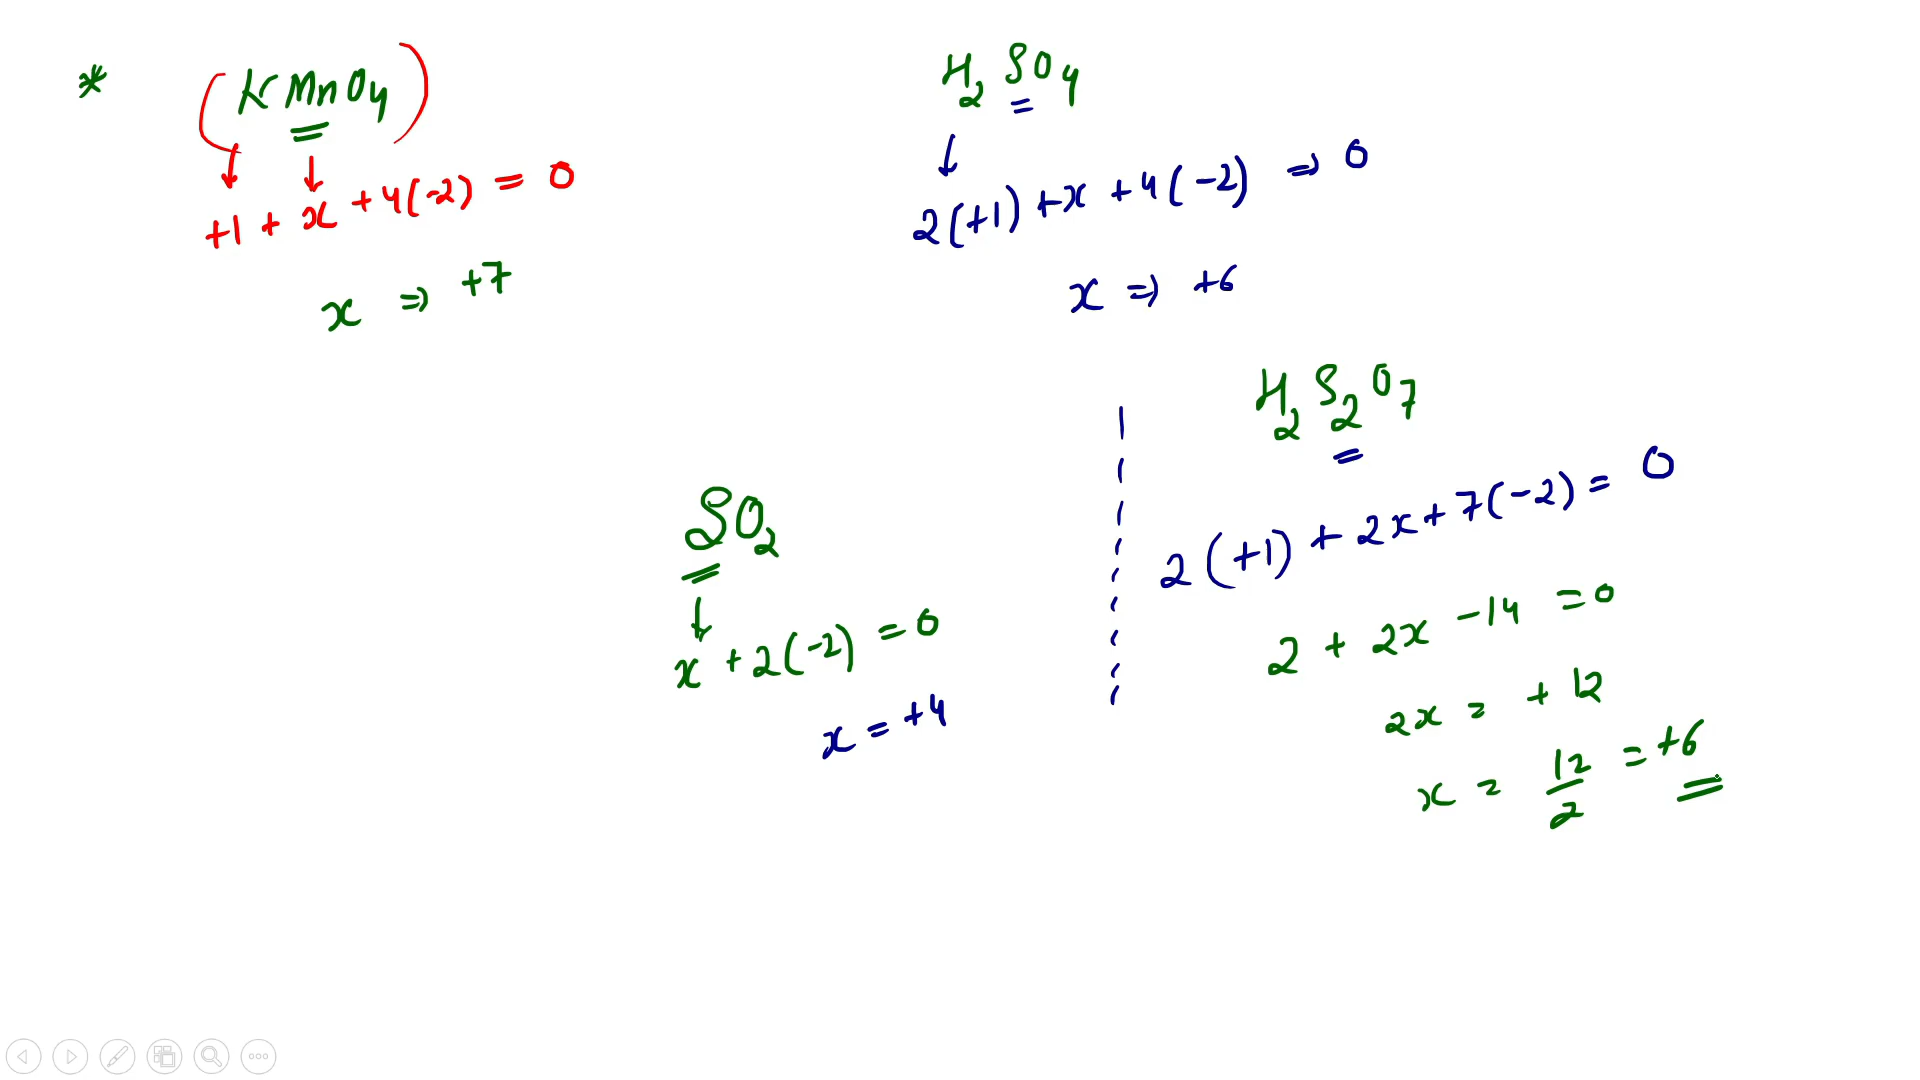 * (KMnO₄)
+1 + x + 4(-2) = 0
x ⇒ +7
H₂SO₄
2(+1) + x + 4(-2) ⇒ 0
x ⇒ +6
SO₂
x + 2(-2) = 0
x = +4
H₂S₂O₇
2(+1) + 2x + 7(-2) = 0
2 + 2x - 14 = 0
2x = + 12
x = 12/2 = +6